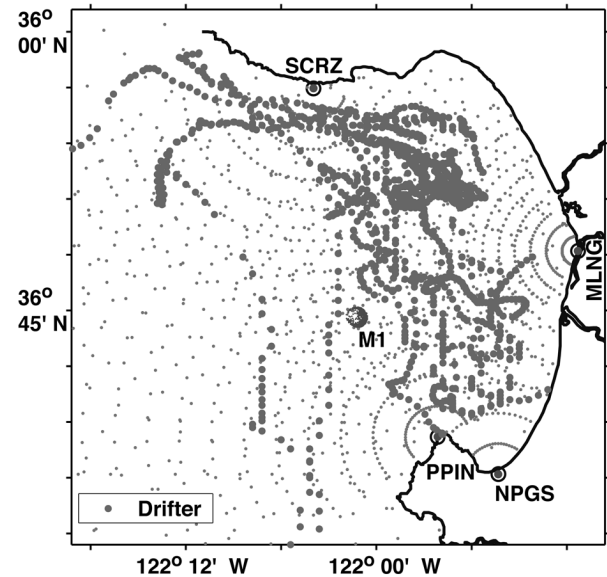 36° 00' N
SCRZ
MLNG
36° 45' N
M1
PPIN
NPGS
Drifter
122° 12' W
122° 00' W